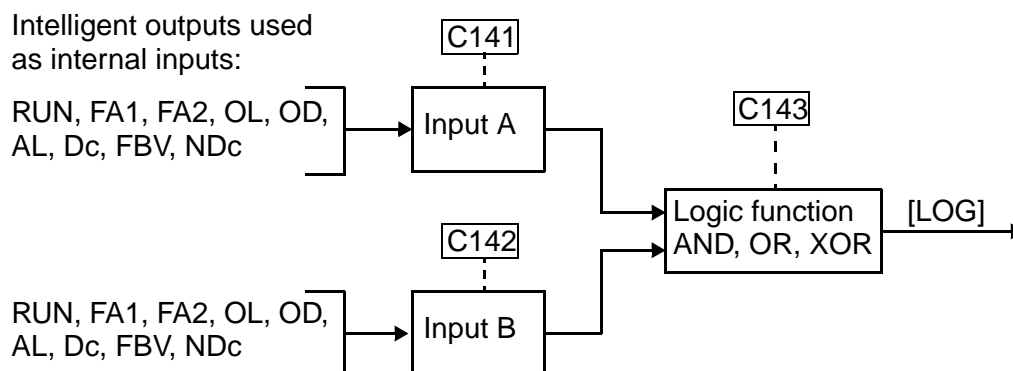 Intelligent outputs used
as internal inputs:
C141
RUN, FA1, FA2, OL, OD,
AL, Dc, FBV, NDc
Input A
C143
Logic function
AND, OR, XOR
[LOG]
C142
RUN, FA1, FA2, OL, OD,
AL, Dc, FBV, NDc
Input B